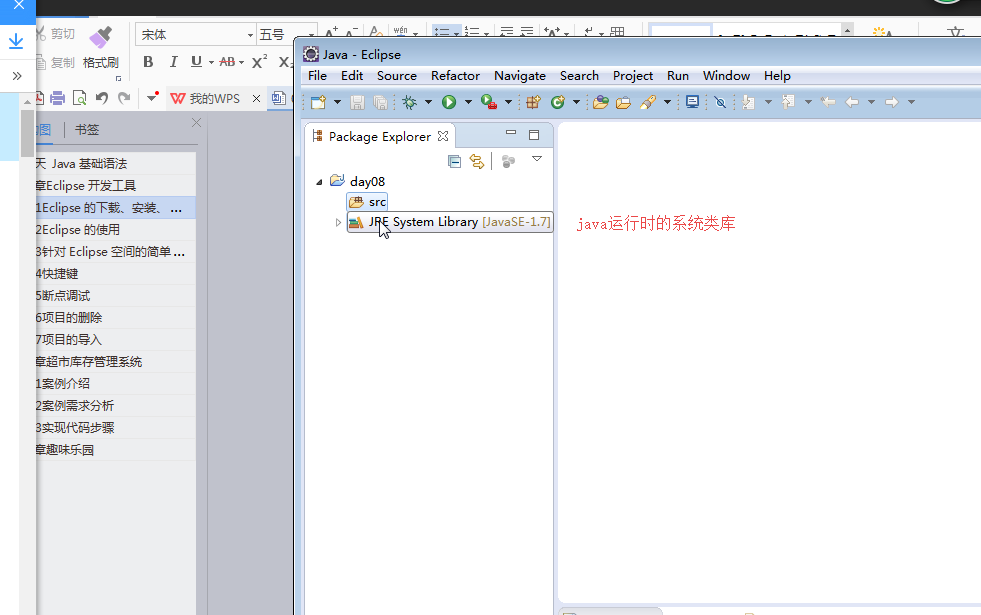 剪切
宋体
五号
复制 格式刷
B I U AB X² X₂
我的WPS
书签
天 Java 基础语法
章Eclipse 开发工具
1Eclipse 的下载、安装、 ...
2Eclipse 的使用
3针对 Eclipse 空间的简单 ...
4快捷键
5断点调试
6项目的删除
7项目的导入
章超市库存管理系统
1案例介绍
2案例需求分析
3实现代码步骤
章趣味乐园
Java - Eclipse
File Edit Source Refactor Navigate Search Project Run Window Help
Package Explorer
day08
src
JRE System Library [JavaSE-1.7]
java运行时的系统类库